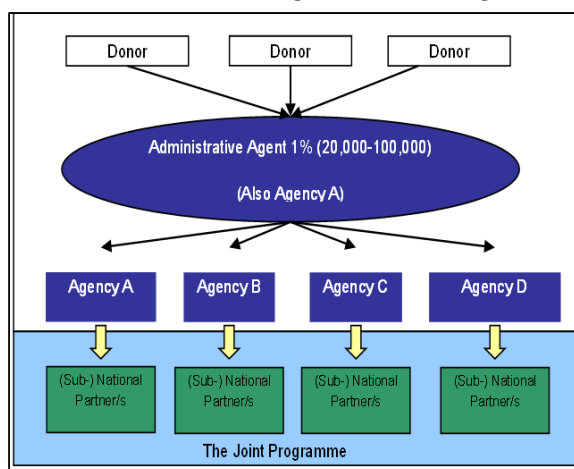 Donor Donor Donor
Administrative Agent 1% (20,000-100,000)
(Also Agency A)
Agency A Agency B Agency C Agency D
(Sub-) National (Sub-) National (Sub-) National (Sub-) National
Partner/s Partner/s Partner/s Partner/s
The Joint Programme